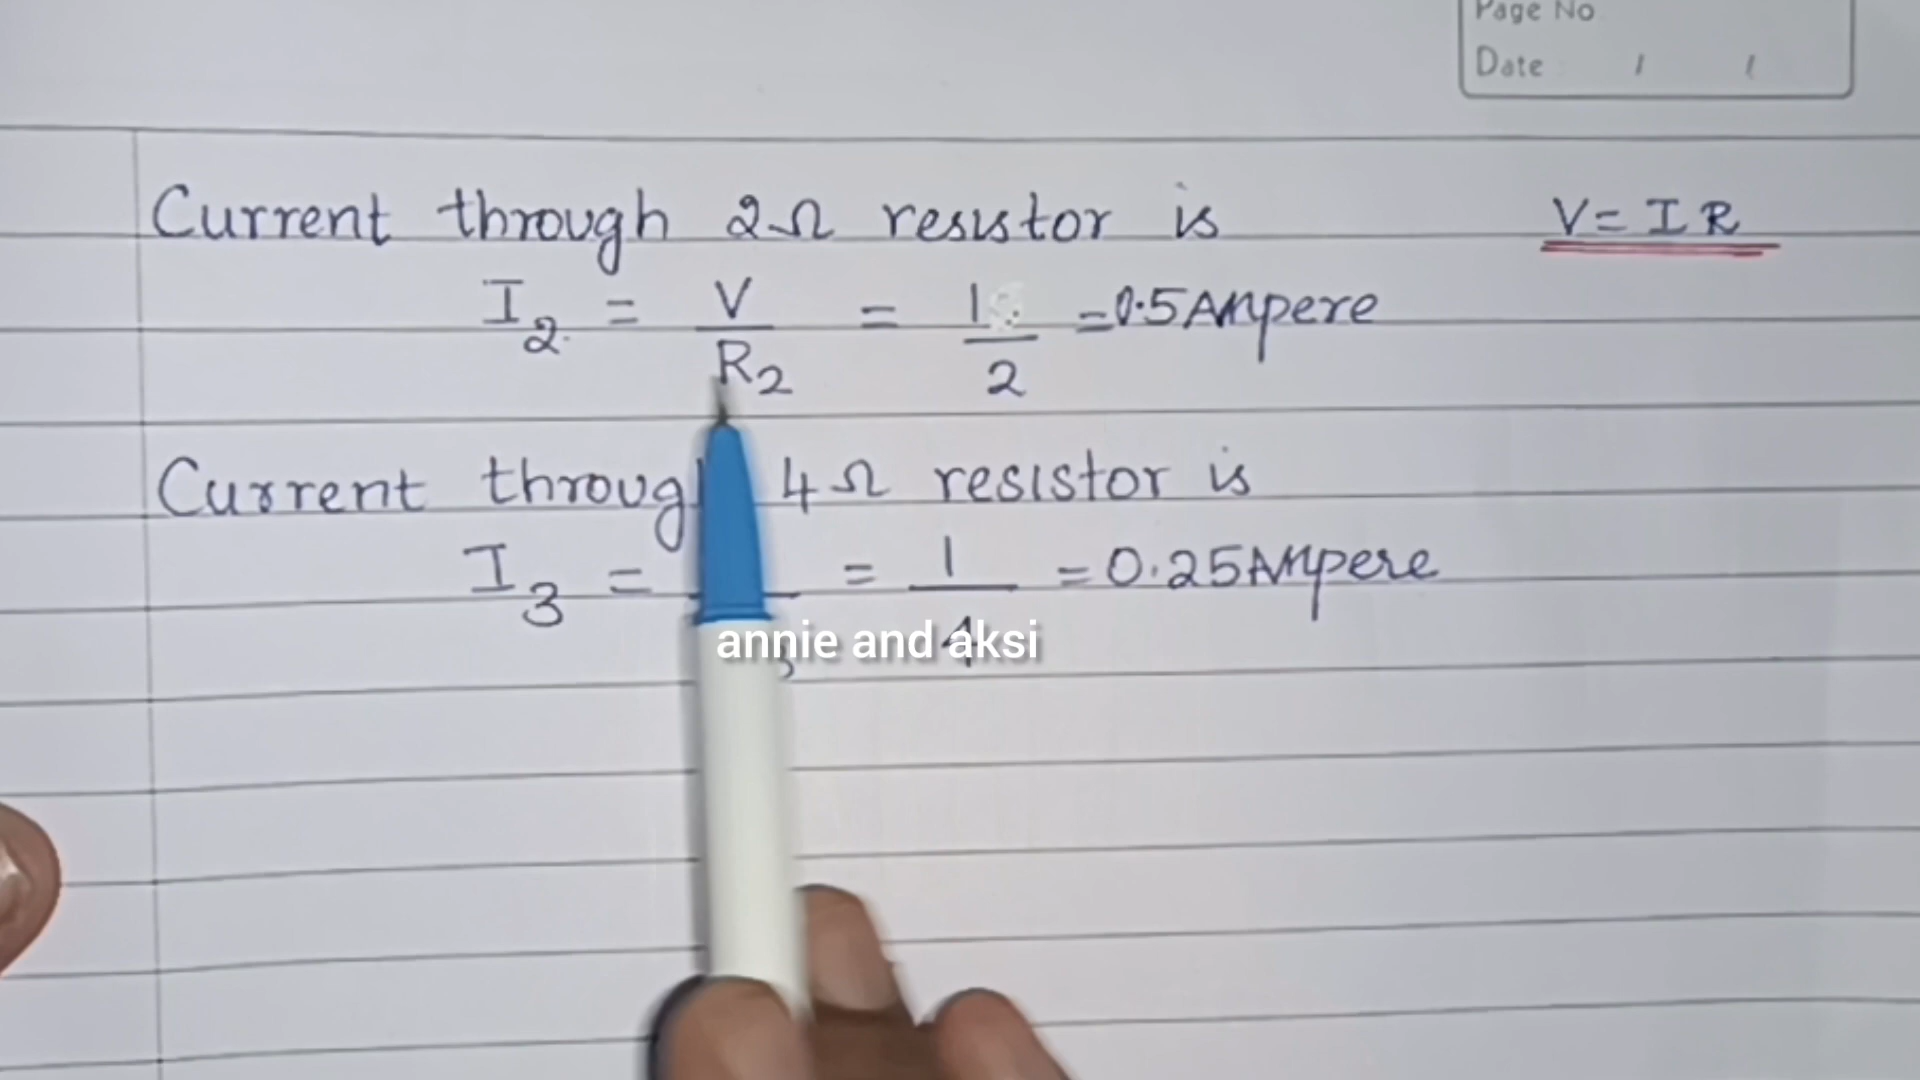 Page No
Date / /
Current through 2Ω resistor is V = I R
I2 = V/R2 = 1/2 = 0.5 Ampere
Current through 4Ω resistor is
I3 = = 1/4 = 0.25 Ampere
annie and aksi